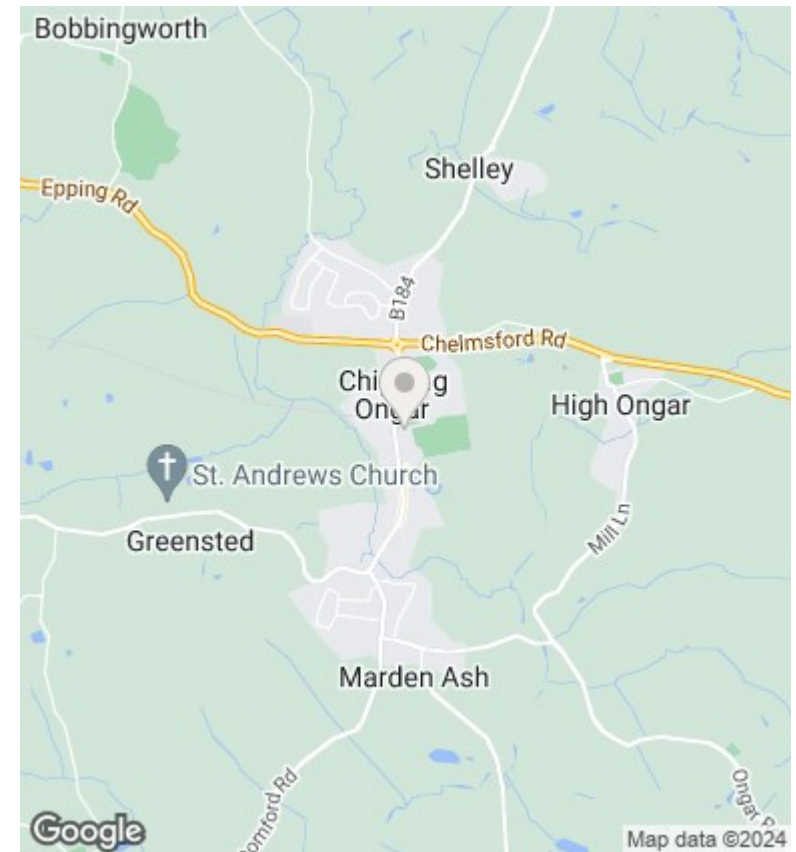 Bobbingworth
Shelley
Epping Rd
B184
Chelmsford Rd
Ongar
High Ongar
St. Andrews Church
Mill Ln
Greensted
Marden Ash
Google
Map data ©2024